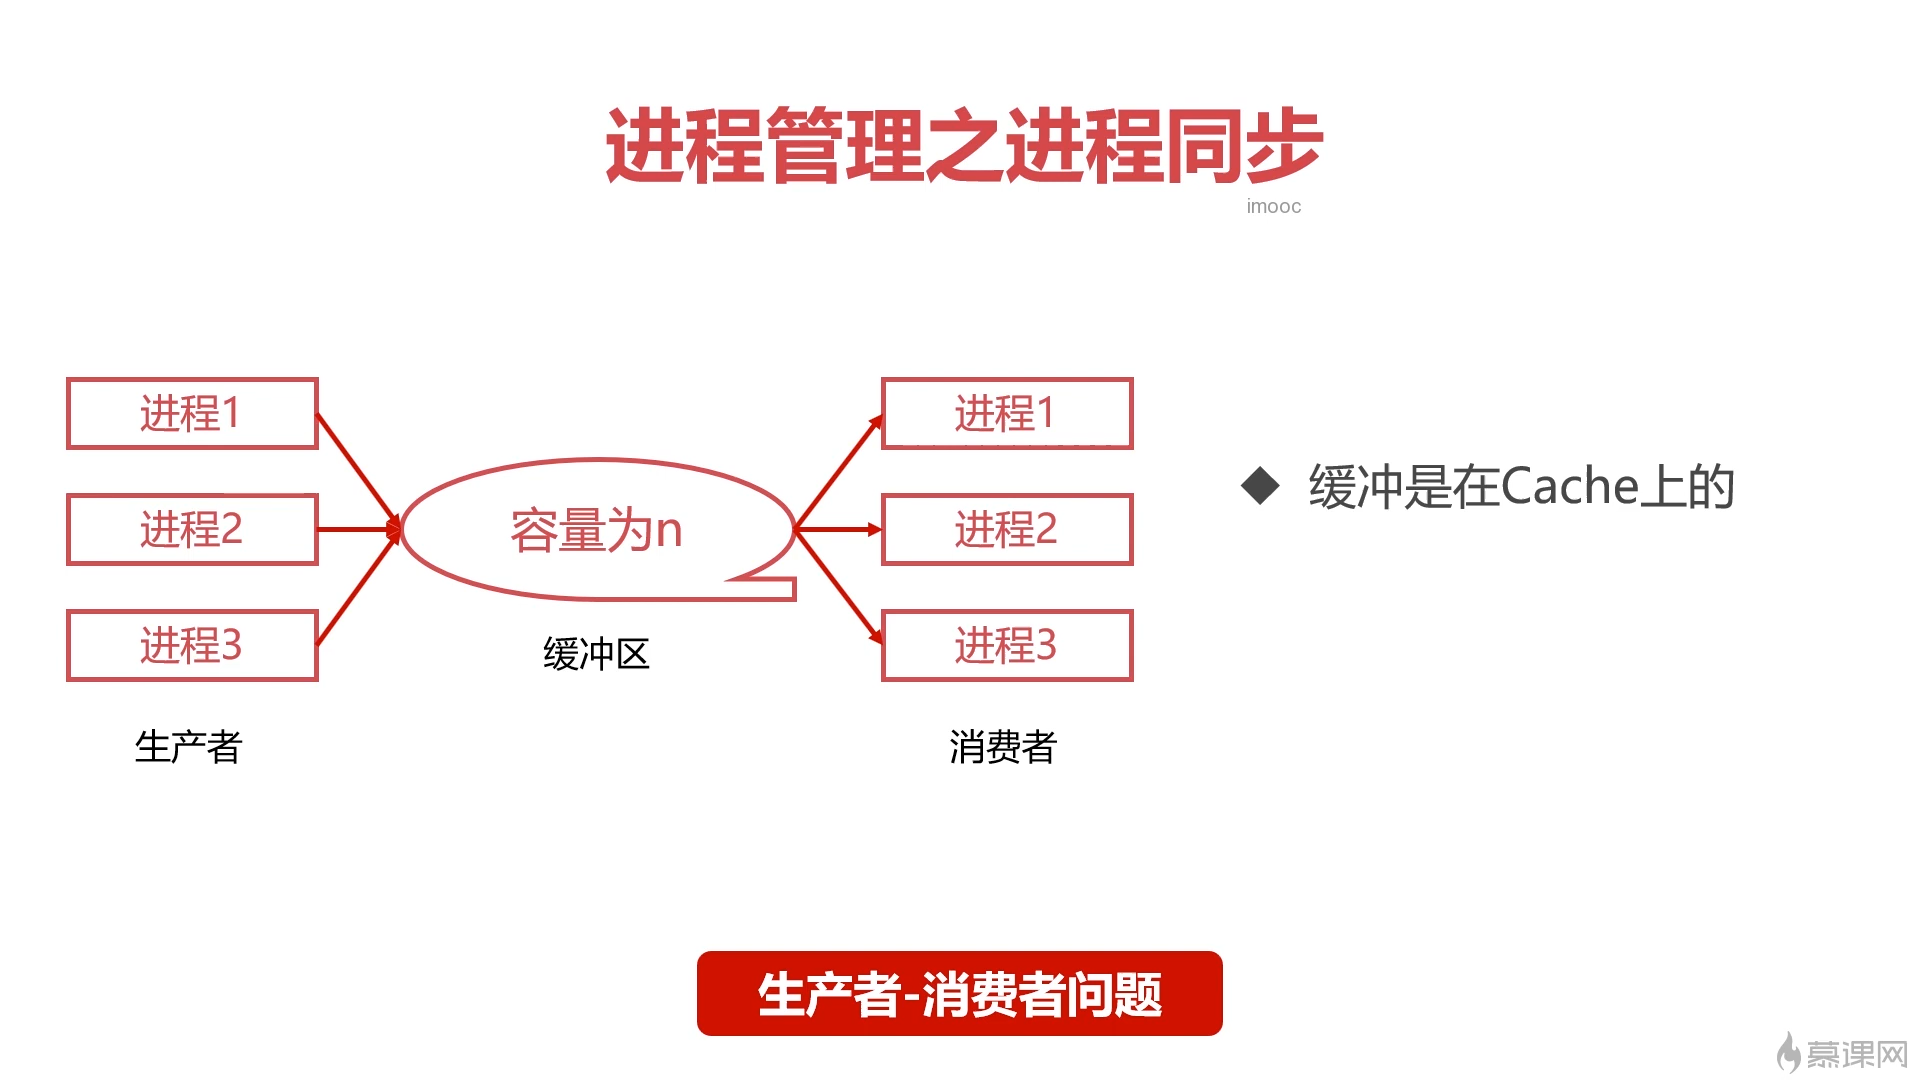 进程管理之进程同步
imooc
进程1
进程2
进程3
生产者
容量为n
缓冲区
进程1
进程2
进程3
消费者
缓冲是在Cache上的
生产者-消费者问题
慕课网